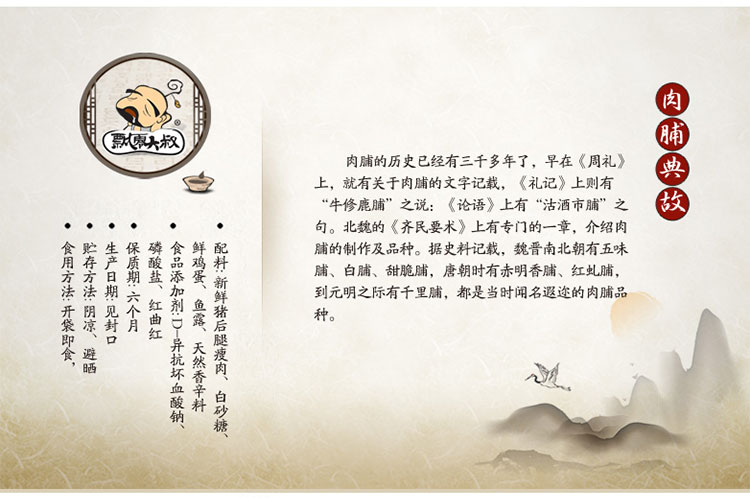 肉脯典故
肉脯的历史已经有三千多年了，早在《周礼》
上，就有关于肉脯的文字记载，《礼记》上则有
“牛修鹿脯”之说；《论语》上有“沽酒市脯”之
句。北魏的《齐民要术》上有专门的一章，介绍肉
脯的制作及品种。据史料记载，魏晋南北朝有五味
脯、白脯、甜脆脯，唐朝时有赤明香脯、红虬脯，
到元明之际有千里脯，都是当时闻名遐迩的肉脯品
种。
飘零大叔
®
•配料：新鲜猪后腿瘦肉、白砂糖、
鲜鸡蛋、鱼露、天然香辛料
•食品添加剂：D—异抗坏血酸钠、
磷酸盐、红曲红
•保质期：六个月
•生产日期：见封口
•贮存方法：阴凉、避晒
•食用方法：开袋即食，